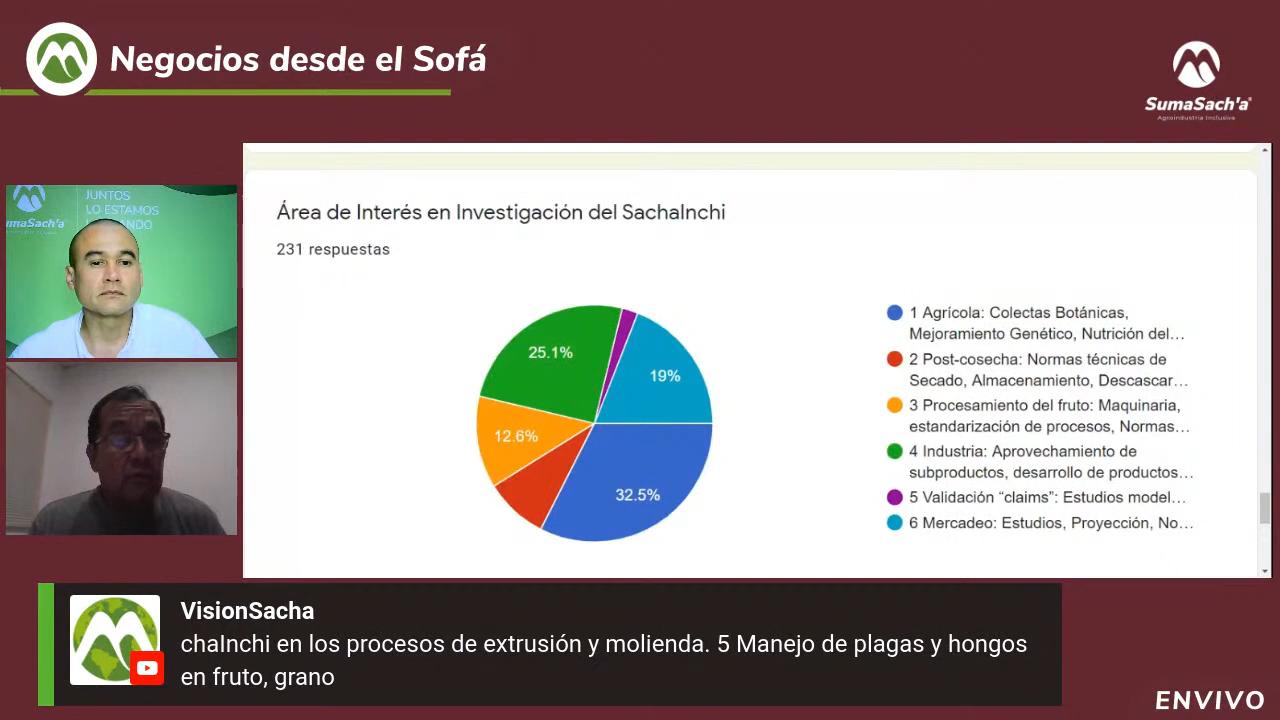 Negocios desde el Sofá
SumaSach'a
Agroindustria Inclusiva
JUNTOS
LO ESTAMOS
Área de Interés en Investigación del SachaInchi
231 respuestas
25.1%
19%
12.6%
32.5%
1 Agrícola: Colectas Botánicas,
Mejoramiento Genético, Nutrición del...
2 Post-cosecha: Normas técnicas de
Secado, Almacenamiento, Descascar...
3 Procesamiento del fruto: Maquinaria,
estandarización de procesos, Normas...
4 Industria: Aprovechamiento de
subproductos, desarrollo de productos...
5 Validación “claims”: Estudios model...
6 Mercadeo: Estudios, Proyección, No...
VisionSacha
chaInchi en los procesos de extrusión y molienda. 5 Manejo de plagas y hongos
en fruto, grano
ENVIVO